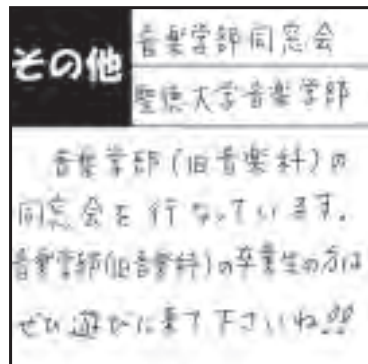 その他
音楽学部同窓会
聖徳大学音楽学部
音楽学部(旧音楽科)の
同窓会を行なっています。
音楽学部(旧音楽科)の卒業生の方は
ぜひ遊びに来て下さいね!!